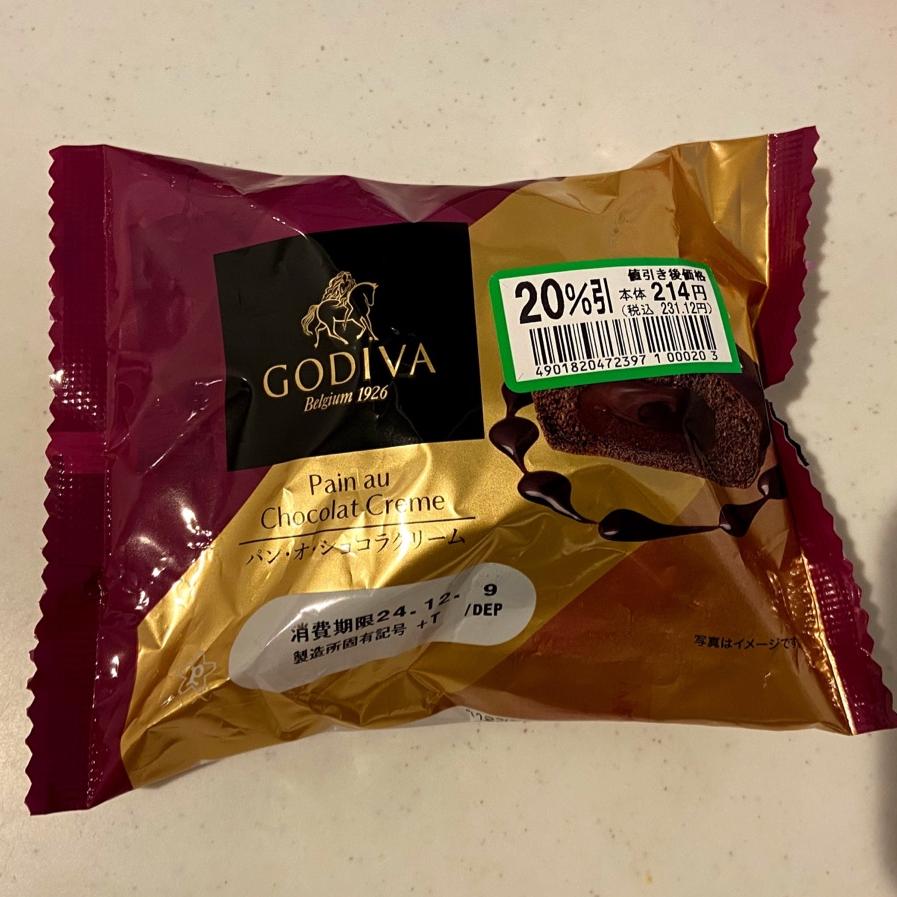 GODIVA
Belgium 1926
20%引
値引き後価格
本体 214円
(税込 231.12円)
4901820472397 1 00020 3
Pain au
Chocolat Creme
パン・オ・ショコラクリーム
消費期限24.12. 9
製造所固有記号 +T /DEP
写真はイメージです